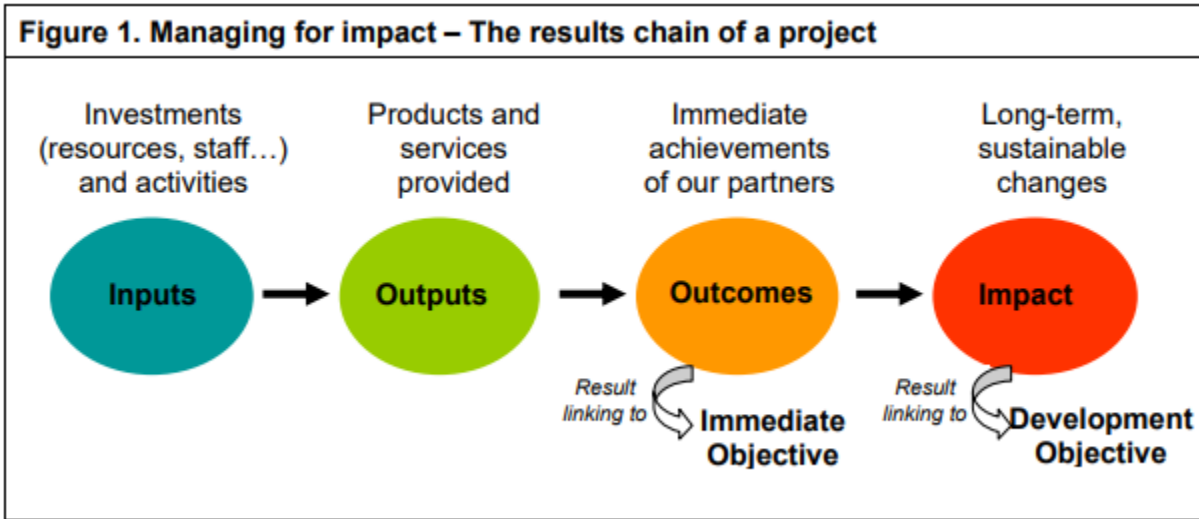 Figure 1. Managing for impact – The results chain of a project
Investments
(resources, staff…)
and activities
Products and
services
provided
Immediate
achievements
of our partners
Long-term,
sustainable
changes
Inputs
Outputs
Outcomes
Impact
Result
linking to
Immediate
Objective
Result
linking to
Development
Objective